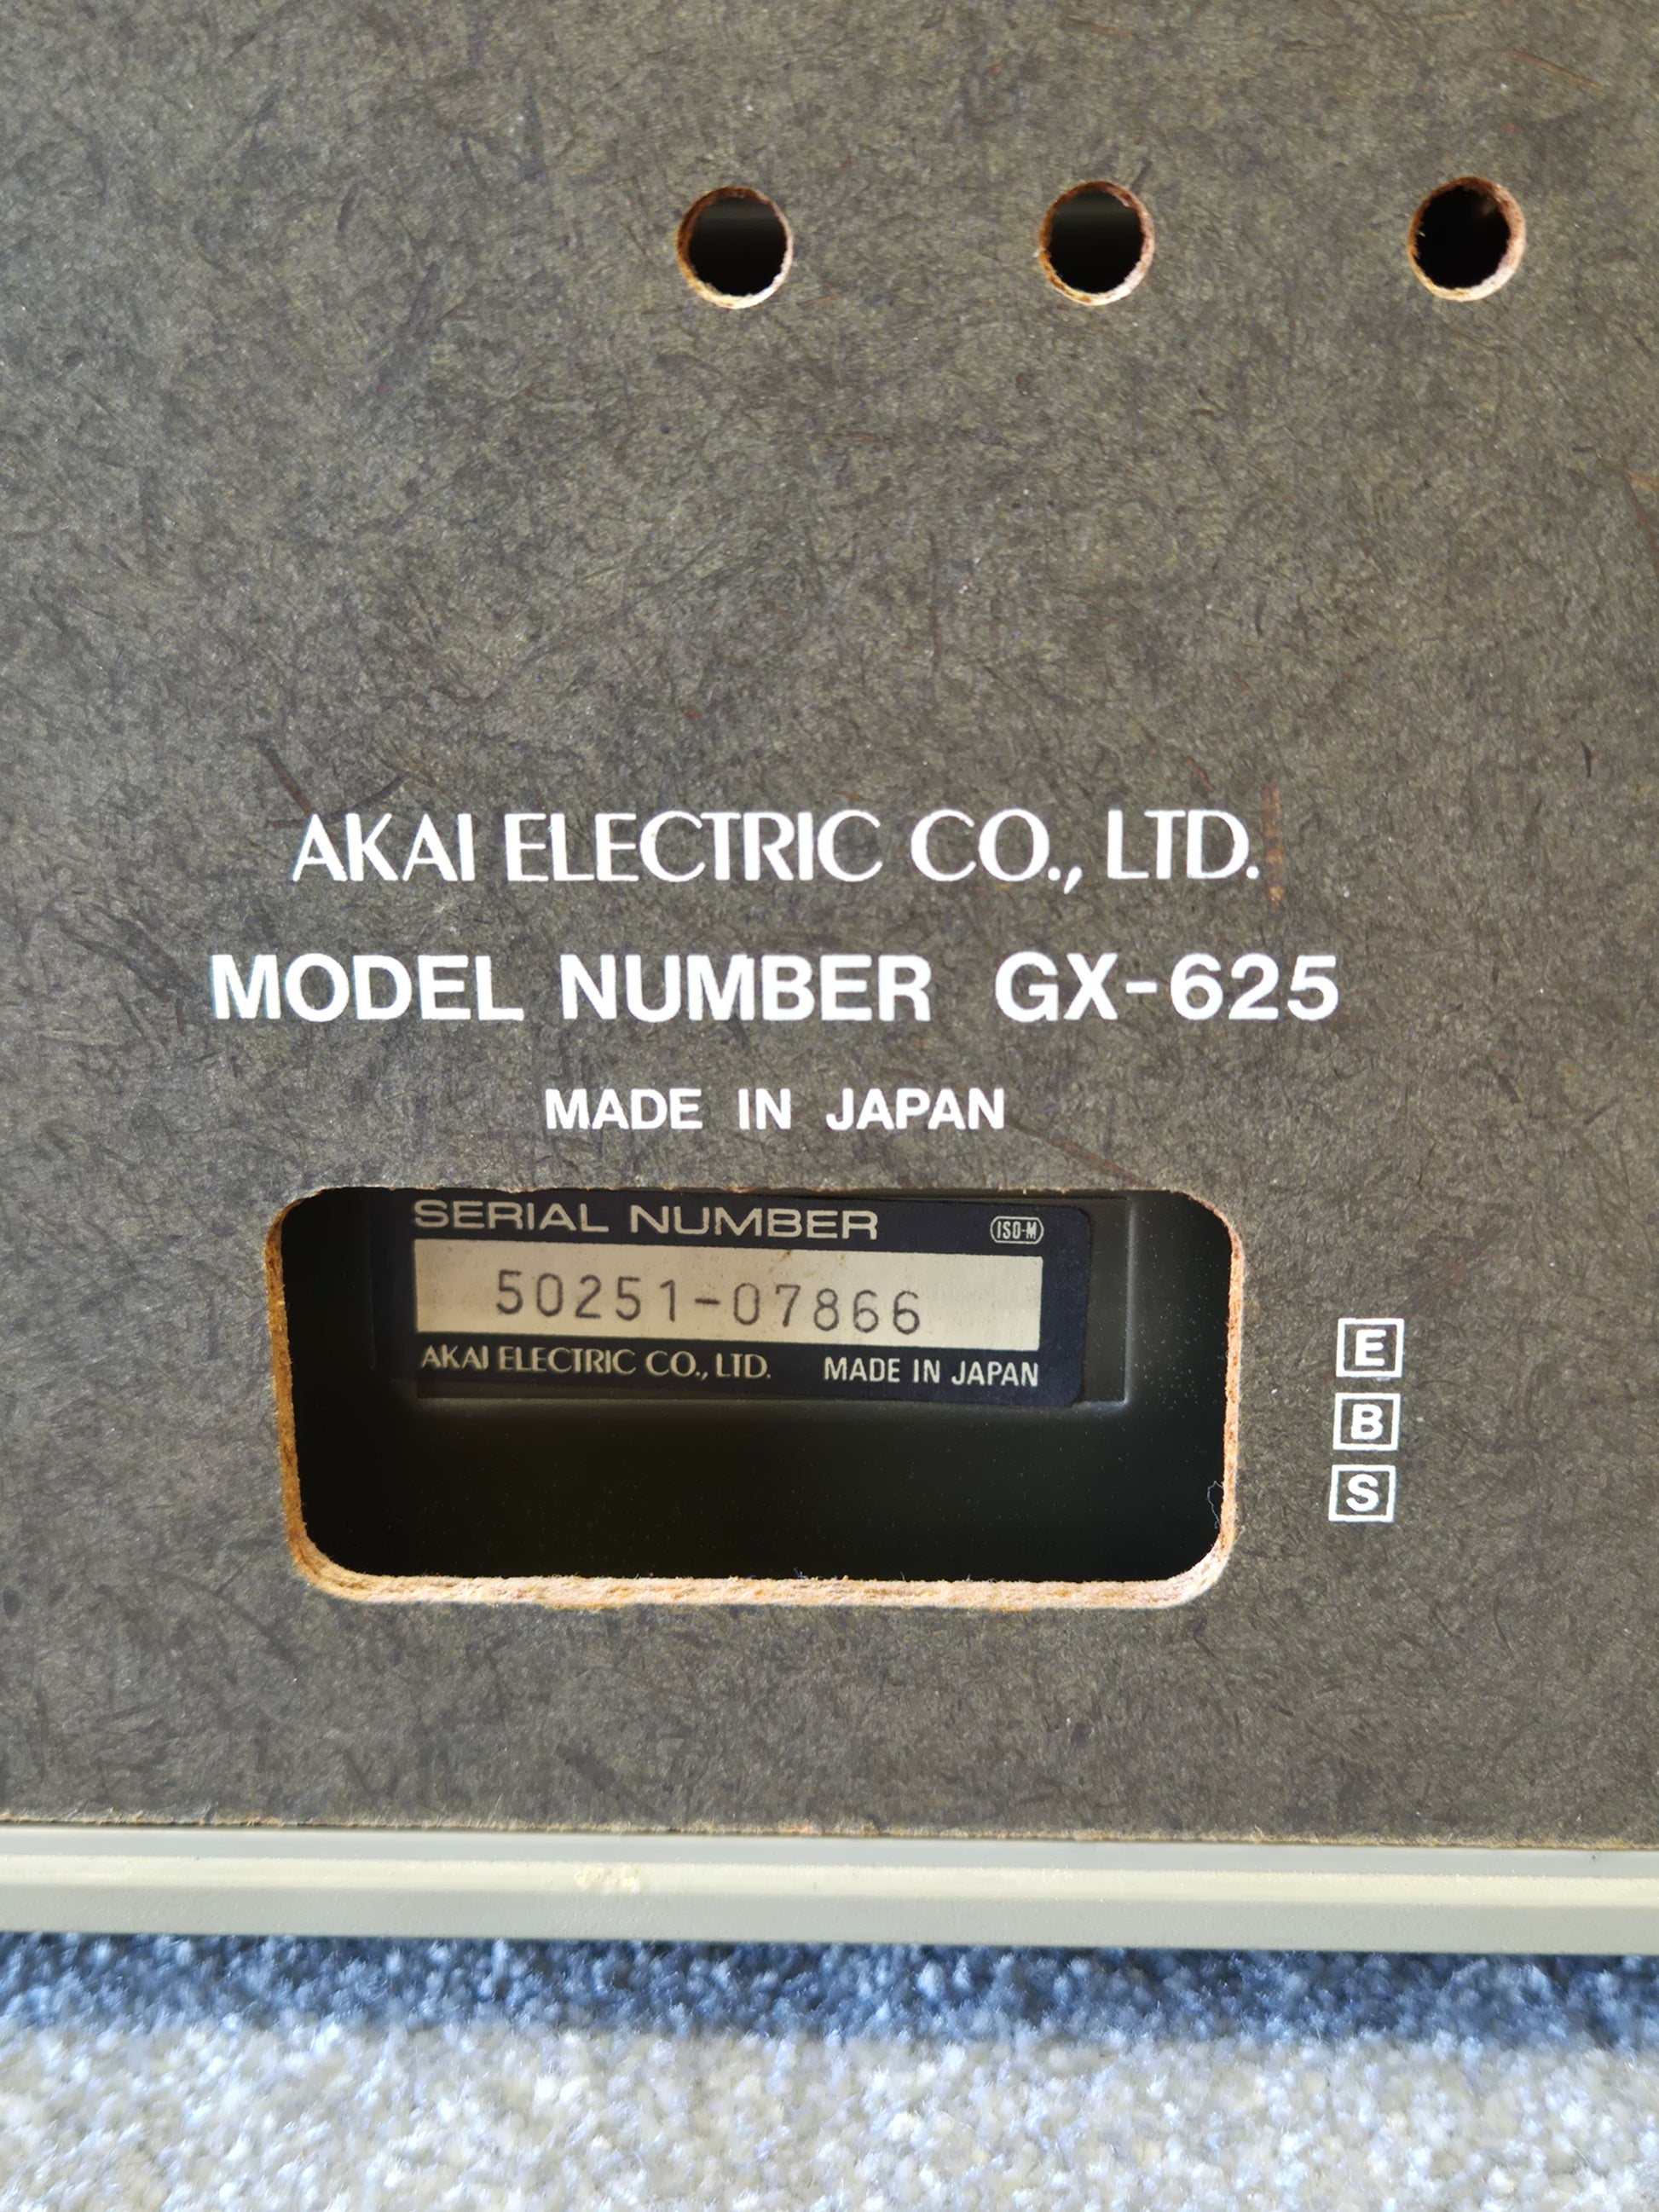 AKAI ELECTRIC CO., LTD.
MODEL NUMBER GX-625
MADE IN JAPAN
SERIAL NUMBER ISO-M
50251-07866
AKAI ELECTRIC CO., LTD. MADE IN JAPAN
E
B
S